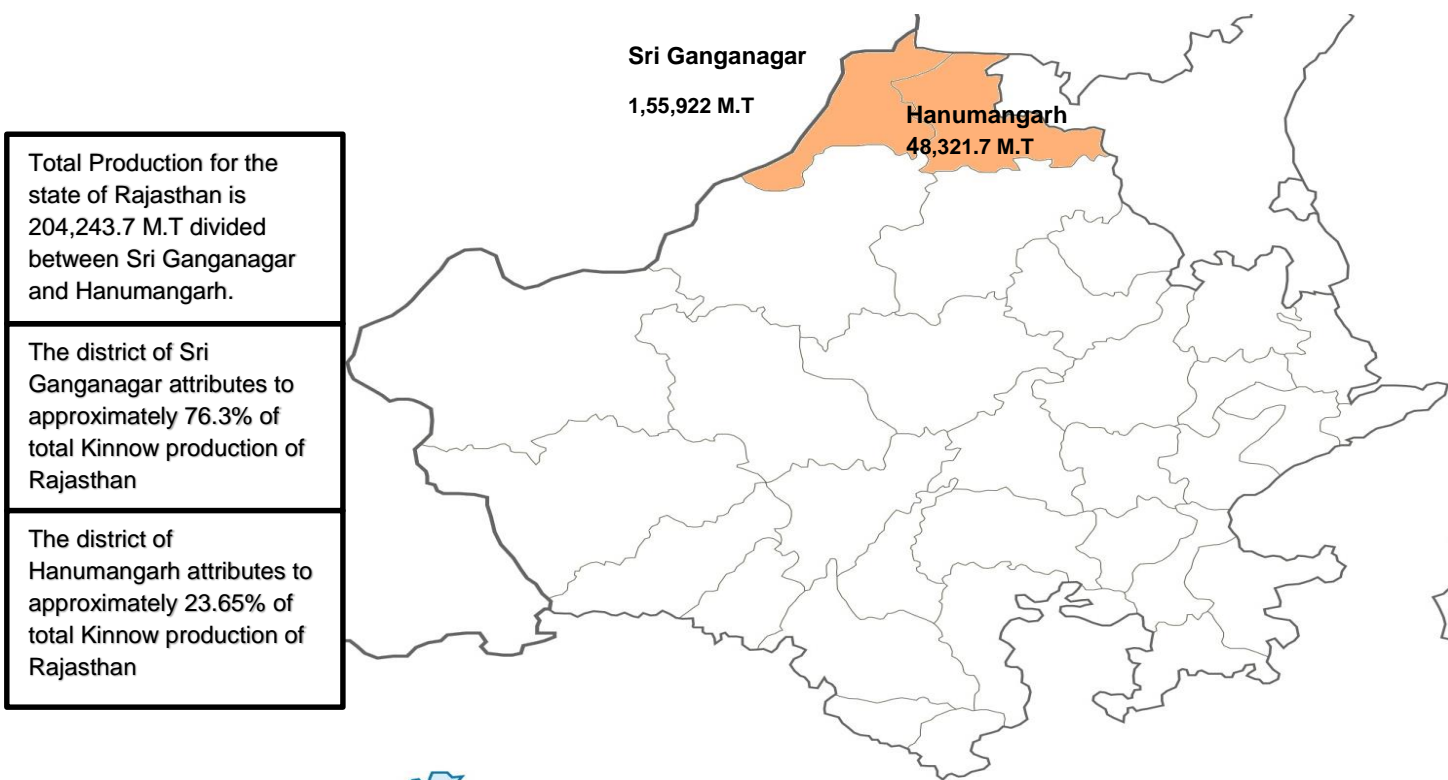 Sri Ganganagar
1,55,922 M.T
Hanumangarh
48,321.7 M.T
Total Production for the
state of Rajasthan is
204,243.7 M.T divided
between Sri Ganganagar
and Hanumangarh.
The district of Sri
Ganganagar attributes to
approximately 76.3% of
total Kinnow production of
Rajasthan
The district of
Hanumangarh attributes to
approximately 23.65% of
total Kinnow production of
Rajasthan